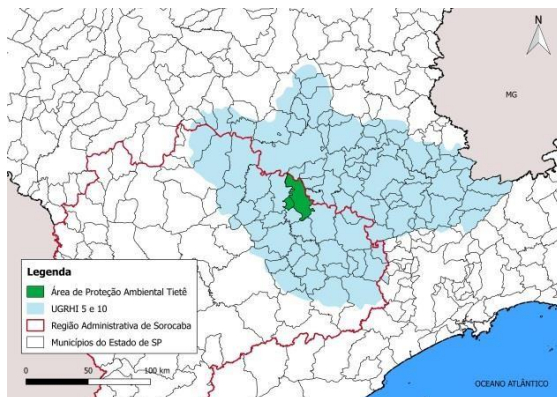 N
MG
Legenda
Área de Proteção Ambiental Tietê
UGRHI 5 e 10
Região Administrativa de Sorocaba
Municípios do Estado de SP
0 50 100 km
OCEANO ATLÂNTICO